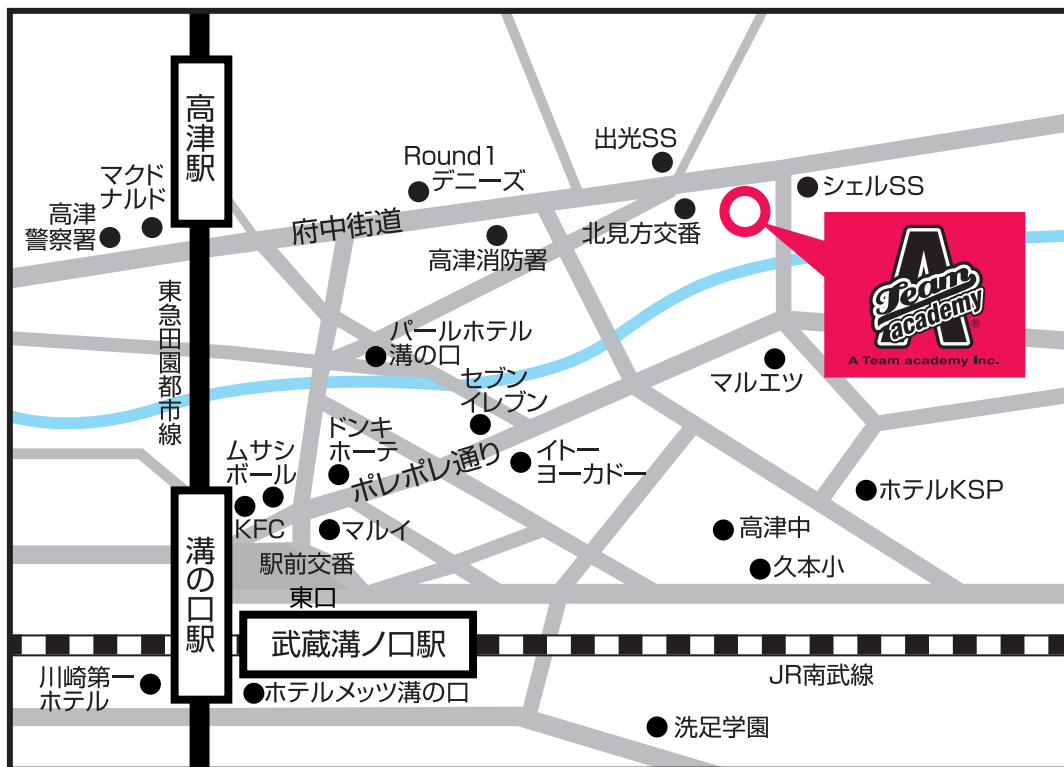 高津駅
マクド
ナルド
高津
警察署
Round1
デニーズ
出光SS
シェルSS
府中街道
高津消防署
北見方交番
Team
academy
®
A Team academy Inc.
東急田園都市線
パールホテル
溝の口
セブン
イレブン
マルエツ
ドンキ
ホーテ
ムサシ
ボール
ポレポレ通り
イトー
ヨーカドー
KFC
マルイ
ホテルKSP
高津中
久本小
駅前交番
東口
溝の口駅
武蔵溝ノ口駅
JR南武線
川崎第一
ホテル
ホテルメッツ溝の口
洗足学園